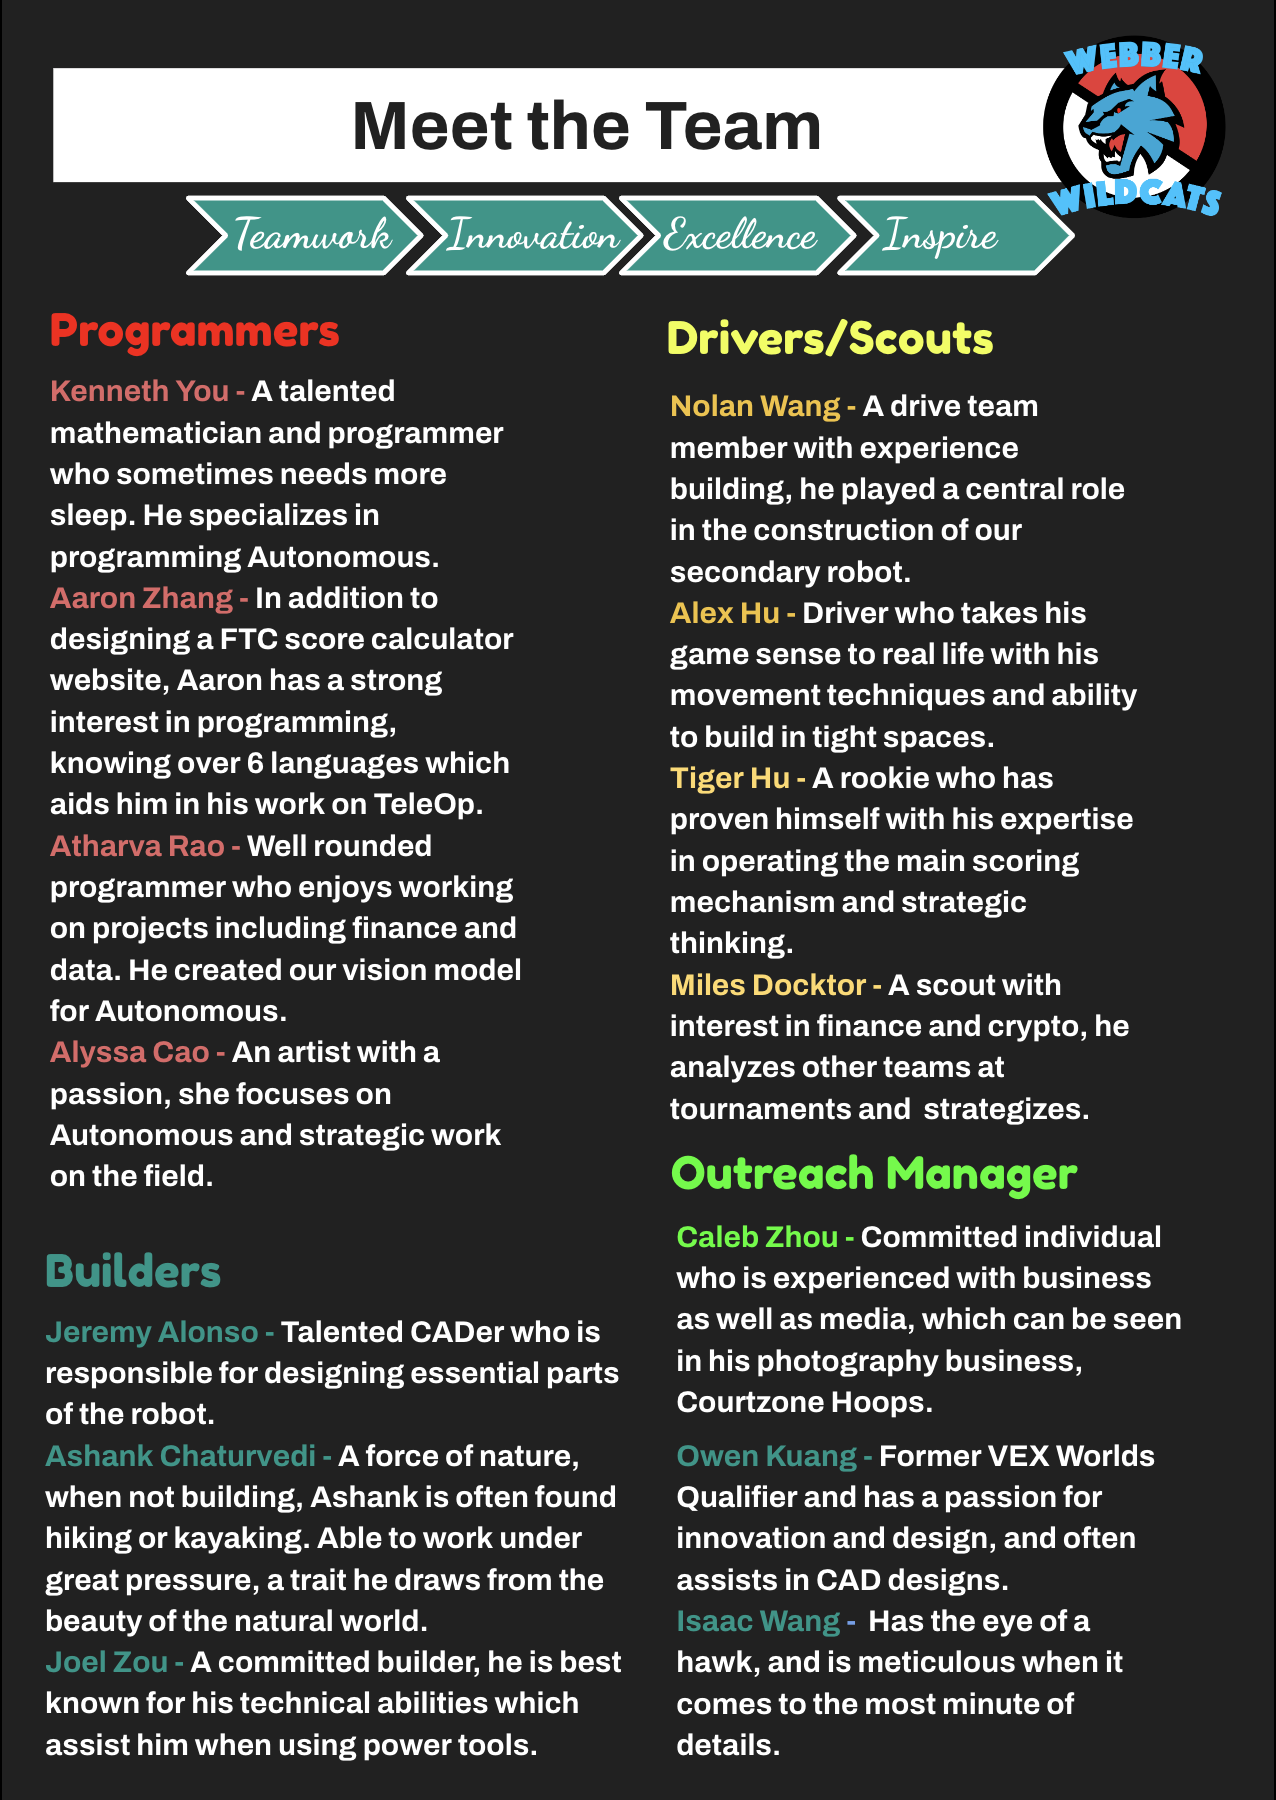 WEBBER
WILDCATS
Meet the Team
Teamwork
Innovation
Excellence
Inspire
Programmers
Kenneth You - A talented
mathematician and programmer
who sometimes needs more
sleep. He specializes in
programming Autonomous.
Aaron Zhang - In addition to
designing a FTC score calculator
website, Aaron has a strong
interest in programming,
knowing over 6 languages which
aids him in his work on TeleOp.
Atharva Rao - Well rounded
programmer who enjoys working
on projects including finance and
data. He created our vision model
for Autonomous.
Alyssa Cao - An artist with a
passion, she focuses on
Autonomous and strategic work
on the field.
Builders
Jeremy Alonso - Talented CADer who is
responsible for designing essential parts
of the robot.
Ashank Chaturvedi - A force of nature,
when not building, Ashank is often found
hiking or kayaking. Able to work under
great pressure, a trait he draws from the
beauty of the natural world.
Joel Zou - A committed builder, he is best
known for his technical abilities which
assist him when using power tools.
Drivers/Scouts
Nolan Wang - A drive team
member with experience
building, he played a central role
in the construction of our
secondary robot.
Alex Hu - Driver who takes his
game sense to real life with his
movement techniques and ability
to build in tight spaces.
Tiger Hu - A rookie who has
proven himself with his expertise
in operating the main scoring
mechanism and strategic
thinking.
Miles Docktor - A scout with
interest in finance and crypto, he
analyzes other teams at
tournaments and  strategizes.
Outreach Manager
Caleb Zhou - Committed individual
who is experienced with business
as well as media, which can be seen
in his photography business,
Courtzone Hoops.
Owen Kuang - Former VEX Worlds
Qualifier and has a passion for
innovation and design, and often
assists in CAD designs.
Isaac Wang -  Has the eye of a
hawk, and is meticulous when it
comes to the most minute of
details.